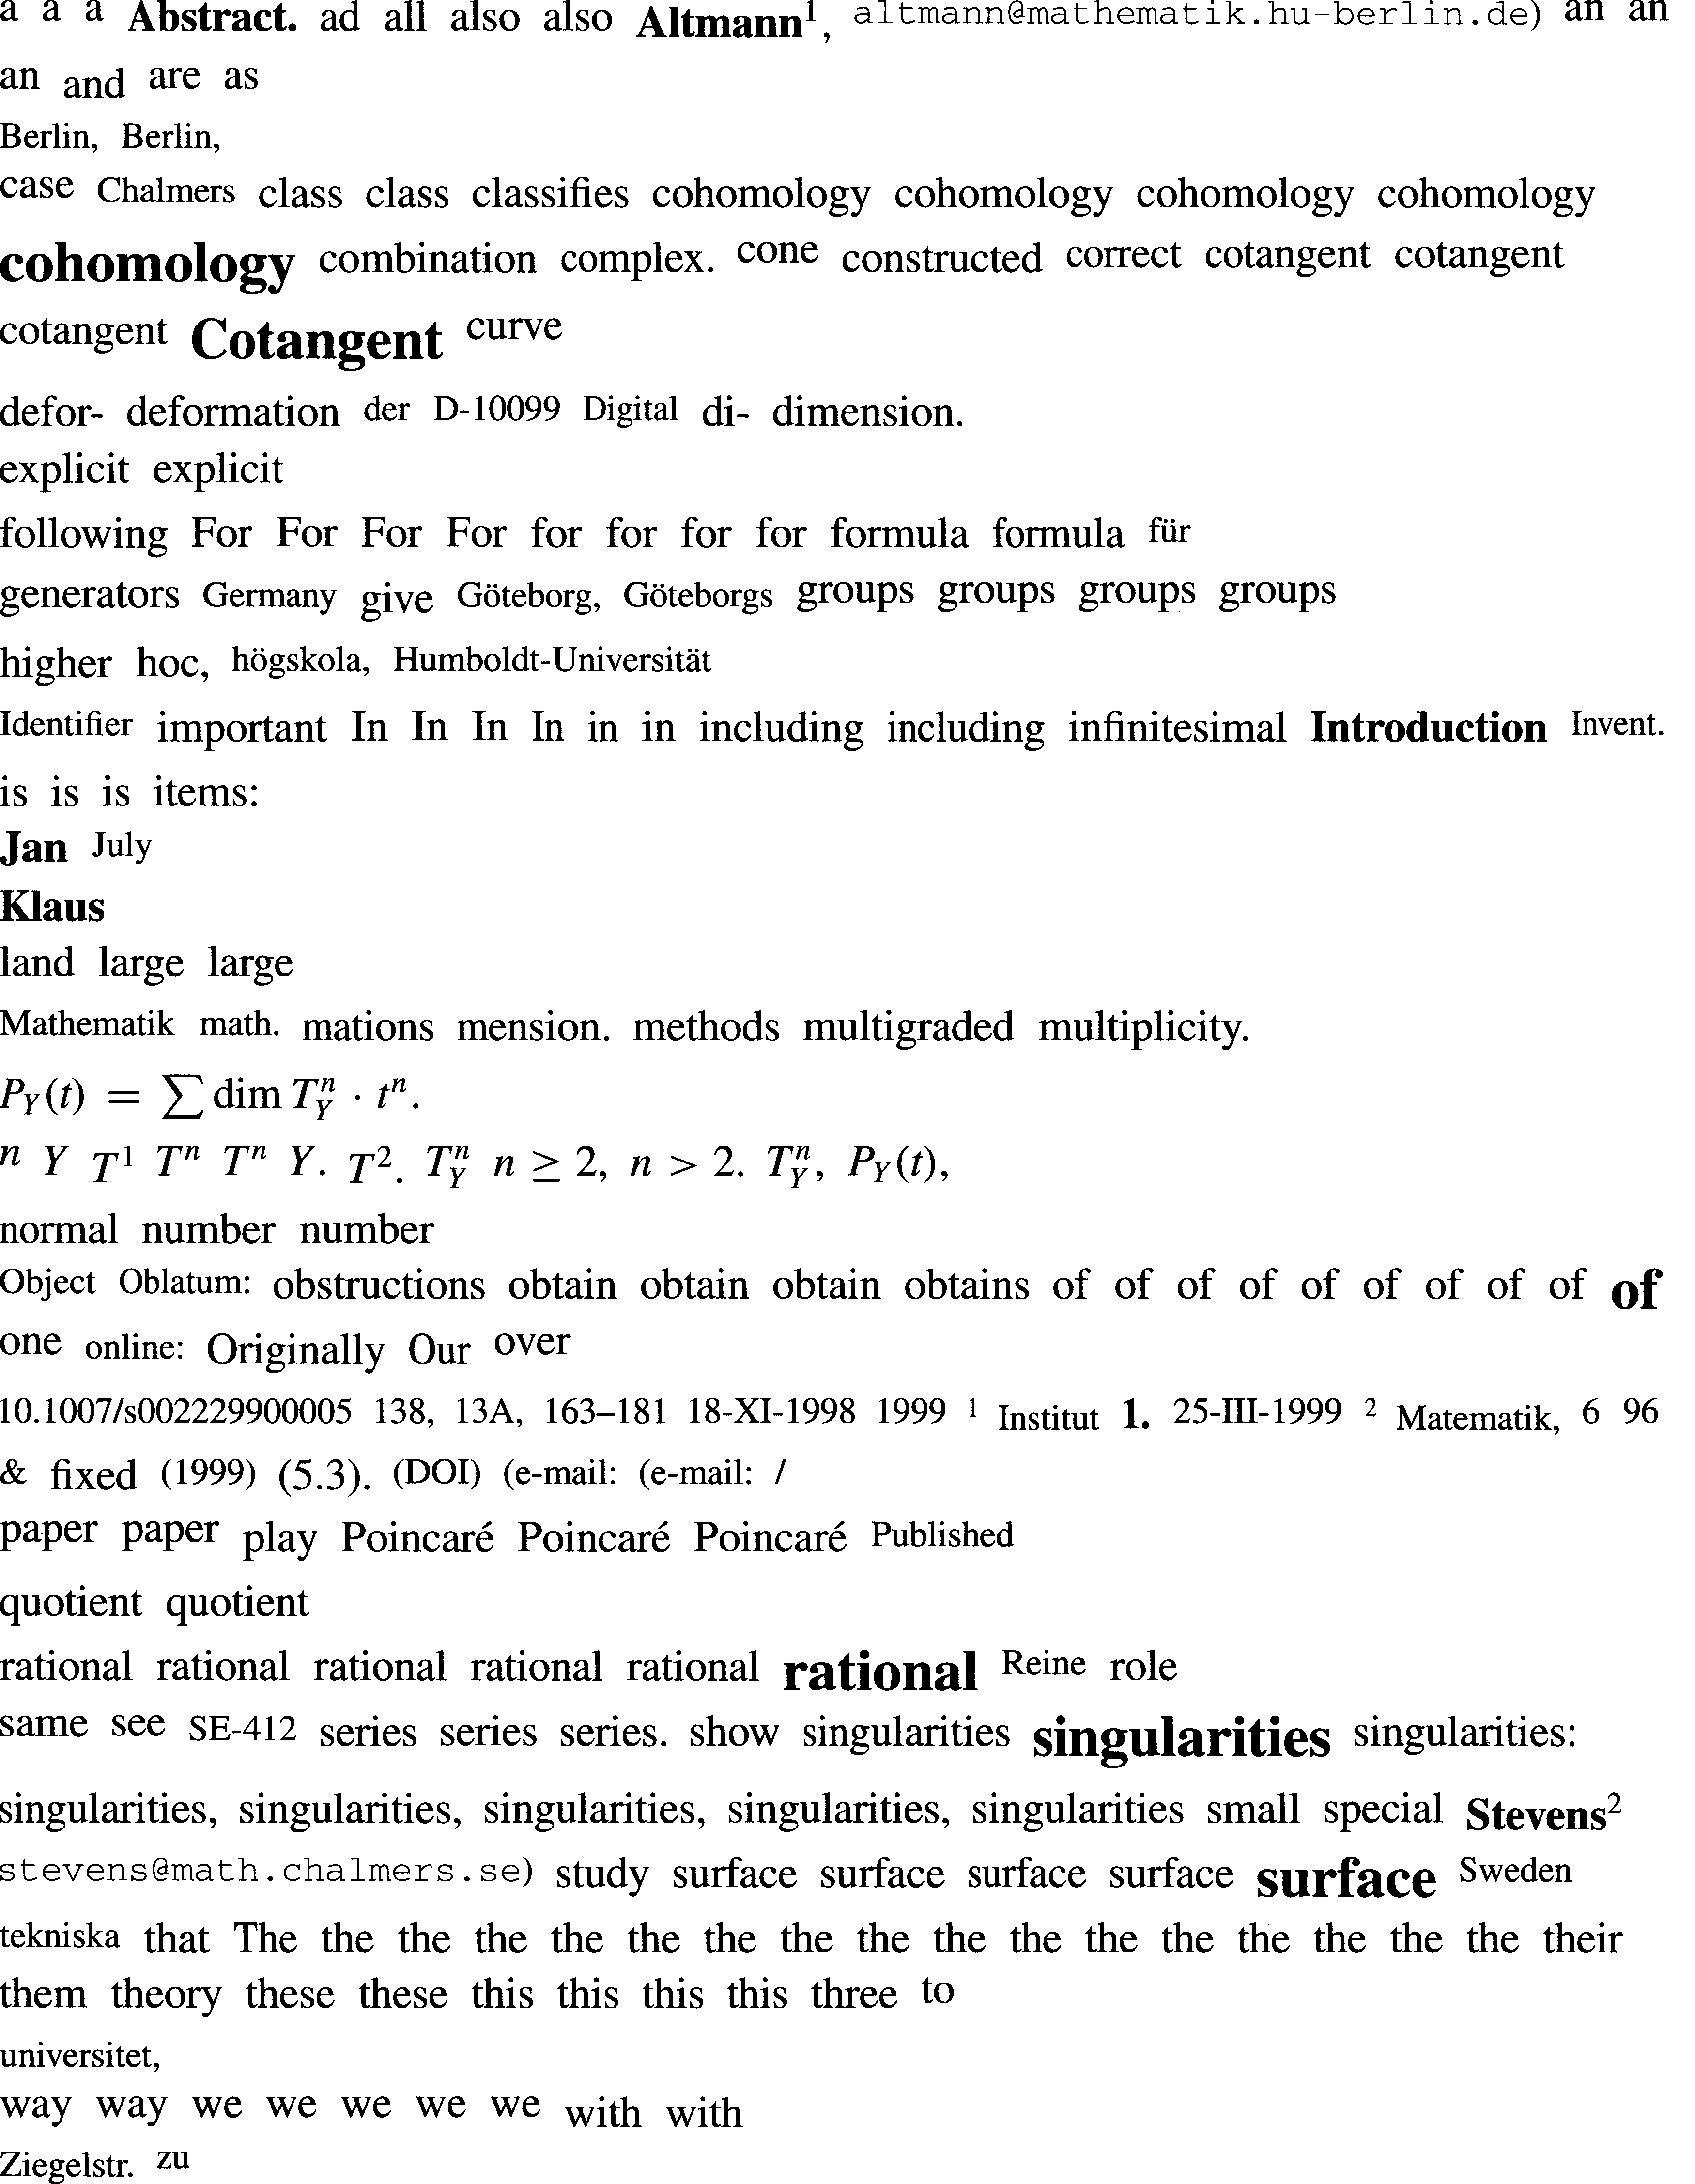 a a a Abstract. ad all also also Altmann¹, altmann@mathematik.hu-berlin.de) an an
an and are as
Berlin, Berlin,
case Chalmers class class classifies cohomology cohomology cohomology cohomology
cohomology combination complex. cone constructed correct cotangent cotangent
cotangent Cotangent curve
defor- deformation der D-10099 Digital di- dimension.
explicit explicit
following For For For For for for for for formula formula für
generators Germany give Göteborg, Göteborgs groups groups groups groups
higher hoc, högskola, Humboldt-Universität
Identifier important In In In In in in including including infinitesimal Introduction Invent.
is is is items:
Jan July
Klaus
land large large
Mathematik math. mations mension. methods multigraded multiplicity.
P_Y(t) = ∑ dim T_Y^n · t^n.
n Y T^1 T^n T^n Y. T^2. T_Y^n n ≥ 2, n > 2. T_Y^n, P_Y(t),
normal number number
Object Oblatum: obstructions obtain obtain obtain obtains of of of of of of of of of of
one online: Originally Our over
10.1007/s002229900005 138, 13A, 163–181 18-XI-1998 1999 ¹ Institut 1. 25-III-1999 ² Matematik, 6 96
& fixed (1999) (5.3). (DOI) (e-mail: (e-mail: /
paper paper play Poincaré Poincaré Poincaré Published
quotient quotient
rational rational rational rational rational rational Reine role
same see SE-412 series series series. show singularities singularities singularities:
singularities, singularities, singularities, singularities, singularities small special Stevens²
stevens@math.chalmers.se) study surface surface surface surface surface Sweden
tekniska that The the the the the the the the the the the the the the the the the their
them theory these these this this this this three to
universitet,
way way we we we we we with with
Ziegelstr. zu